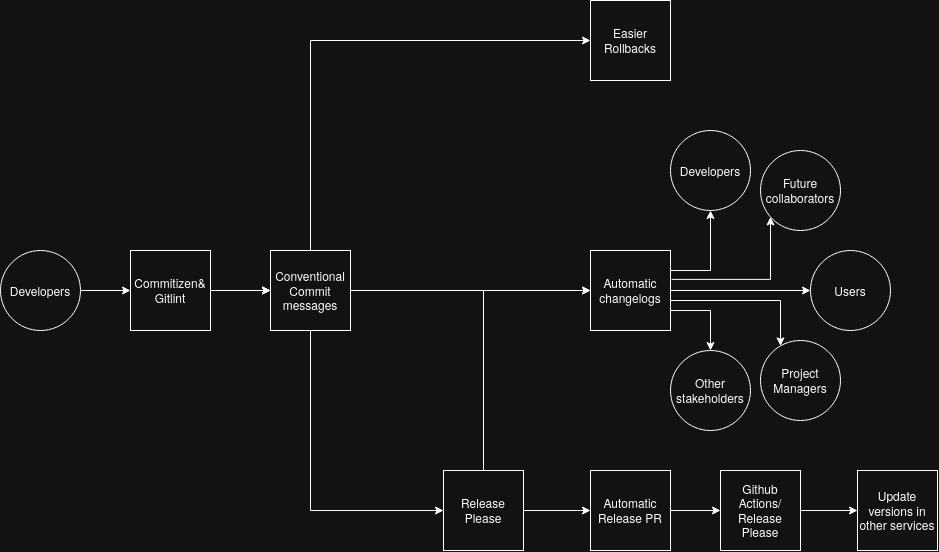 Easier
Rollbacks
Developers
Future
collaborators
Developers
Commitizen&
Gitlint
Conventional
Commit
messages
Automatic
changelogs
Users
Other
stakeholders
Project
Managers
Release
Please
Automatic
Release PR
Github
Actions/
Release
Please
Update
versions in
other services